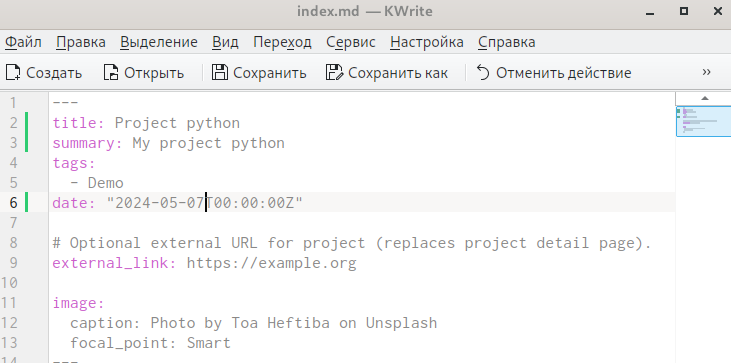 index.md — KWrite
Файл Правка Выделение Вид Переход Сервис Настройка Справка
Создать Открыть Сохранить Сохранить как Отменить действие »
1 ---
2 title: Project python
3 summary: My project python
4 tags:
5   - Demo
6 date: "2024-05-07T00:00:00Z"
7
8 # Optional external URL for project (replaces project detail page).
9 external_link: https://example.org
10
11 image:
12   caption: Photo by Toa Heftiba on Unsplash
13   focal_point: Smart
14 ---